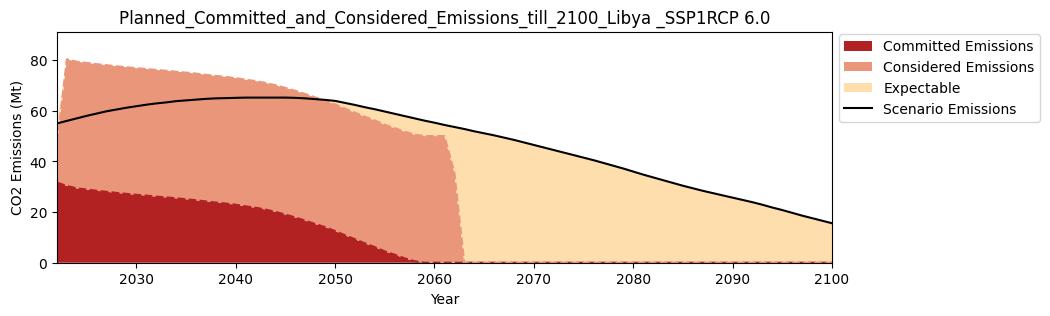 Planned_Committed_and_Considered_Emissions_till_2100_Libya _SSP1RCP 6.0
CO2 Emissions (Mt)
80
60
40
20
0
2030 2040 2050 2060 2070 2080 2090 2100
Year
Committed Emissions
Considered Emissions
Expectable
Scenario Emissions